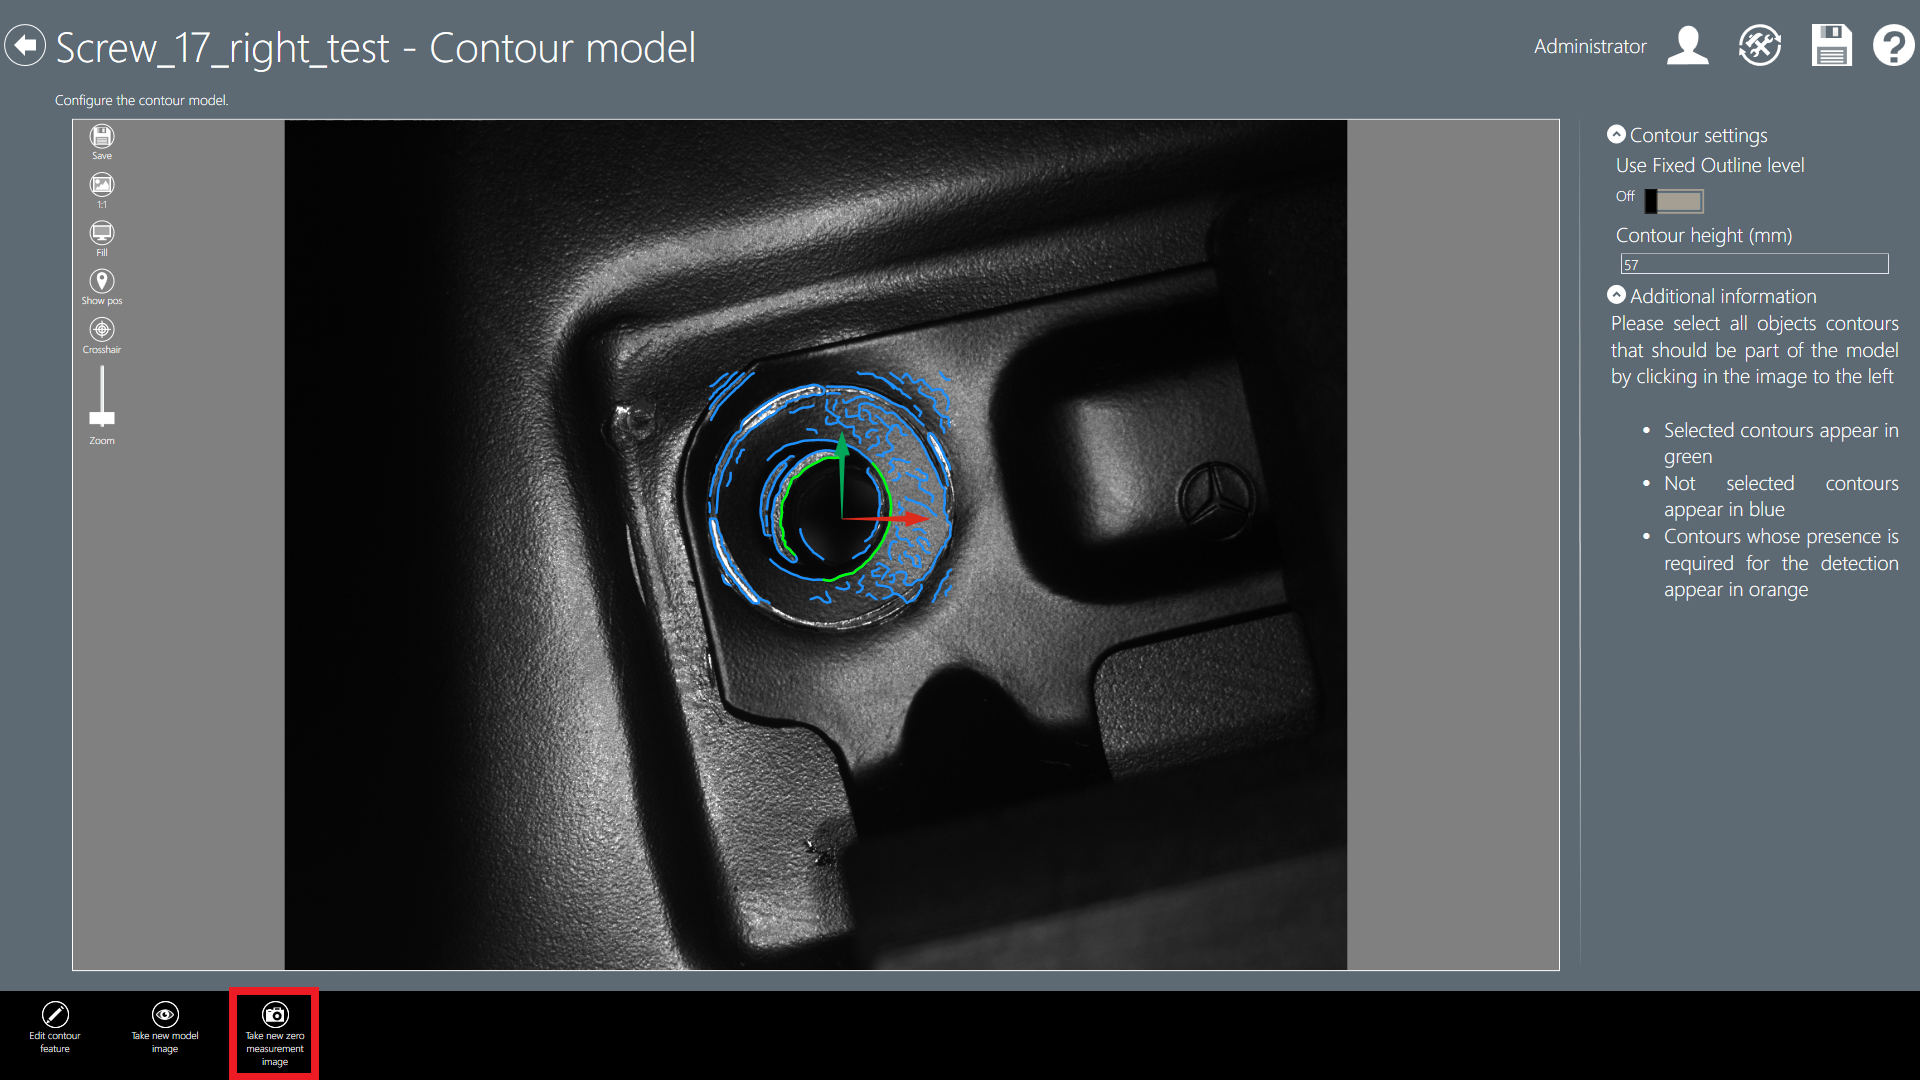 Screw_17_right_test - Contour model
Administrator
Configure the contour model.
Save
1:1
Fill
Show pos
Crosshair
Zoom
Contour settings
Use Fixed Outline level
Off
Contour height (mm)
57
Additional information
Please select all objects contours
that should be part of the model
by clicking in the image to the left
• Selected contours appear in
green
• Not selected contours
appear in blue
• Contours whose presence is
required for the detection
appear in orange
Edit contour
feature
Take new model
image
Take new zero
measurement
image